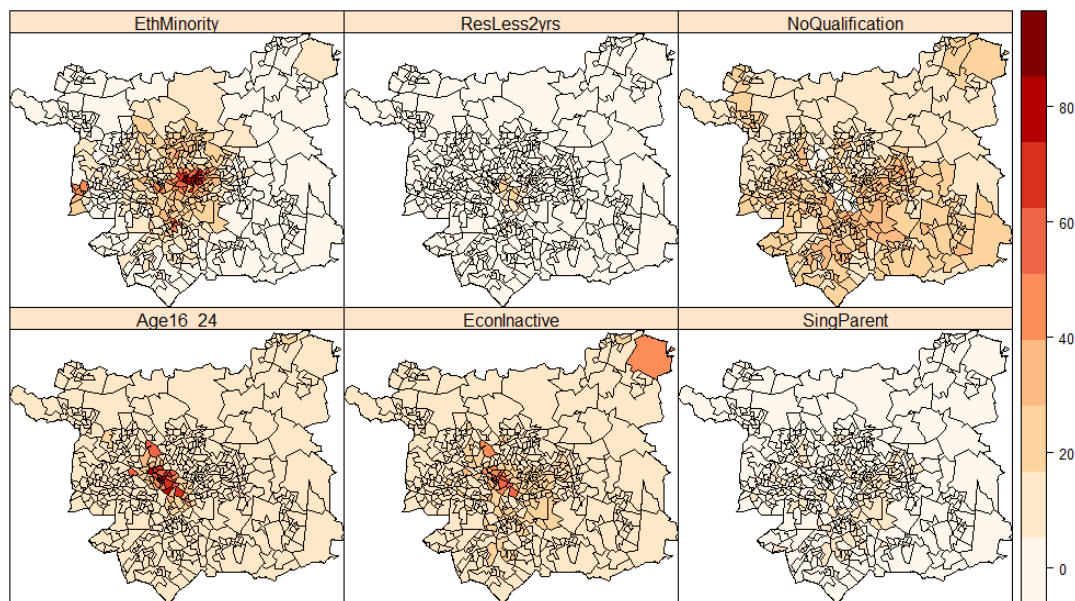 EthMinority
ResLess2yrs
NoQualification
Age16_24
EconInactive
SingParent
80
60
40
20
0